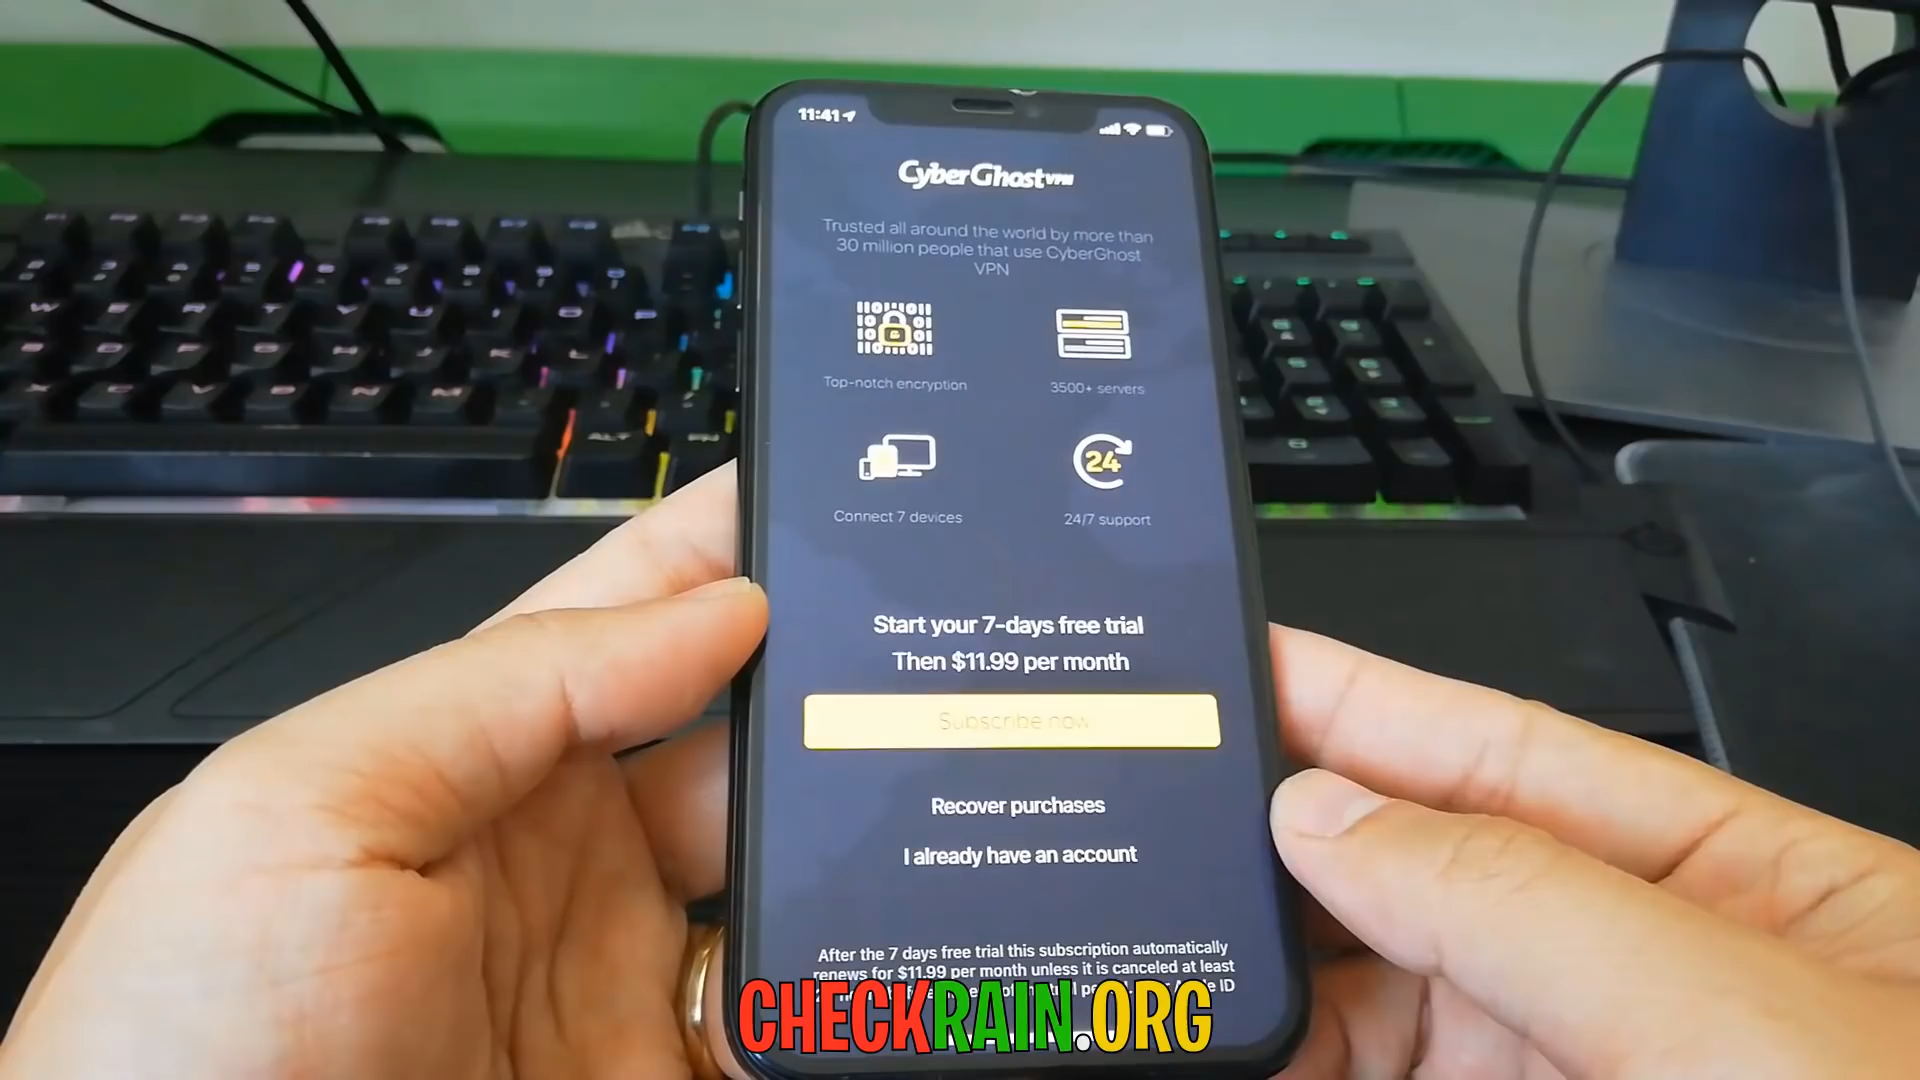 11:41
CyberGhost VPN
Trusted all around the world by more than
30 million people that use CyberGhost
VPN
Top-notch encryption
3500+ servers
Connect 7 devices
24
24/7 support
Start your 7-days free trial
Then $11.99 per month
Subscribe now
Recover purchases
I already have an account
After the 7 days free trial this subscription automatically
renews for $11.99 per month unless it is canceled at least
ID
CHECKRAIN.ORG
ALT
FN